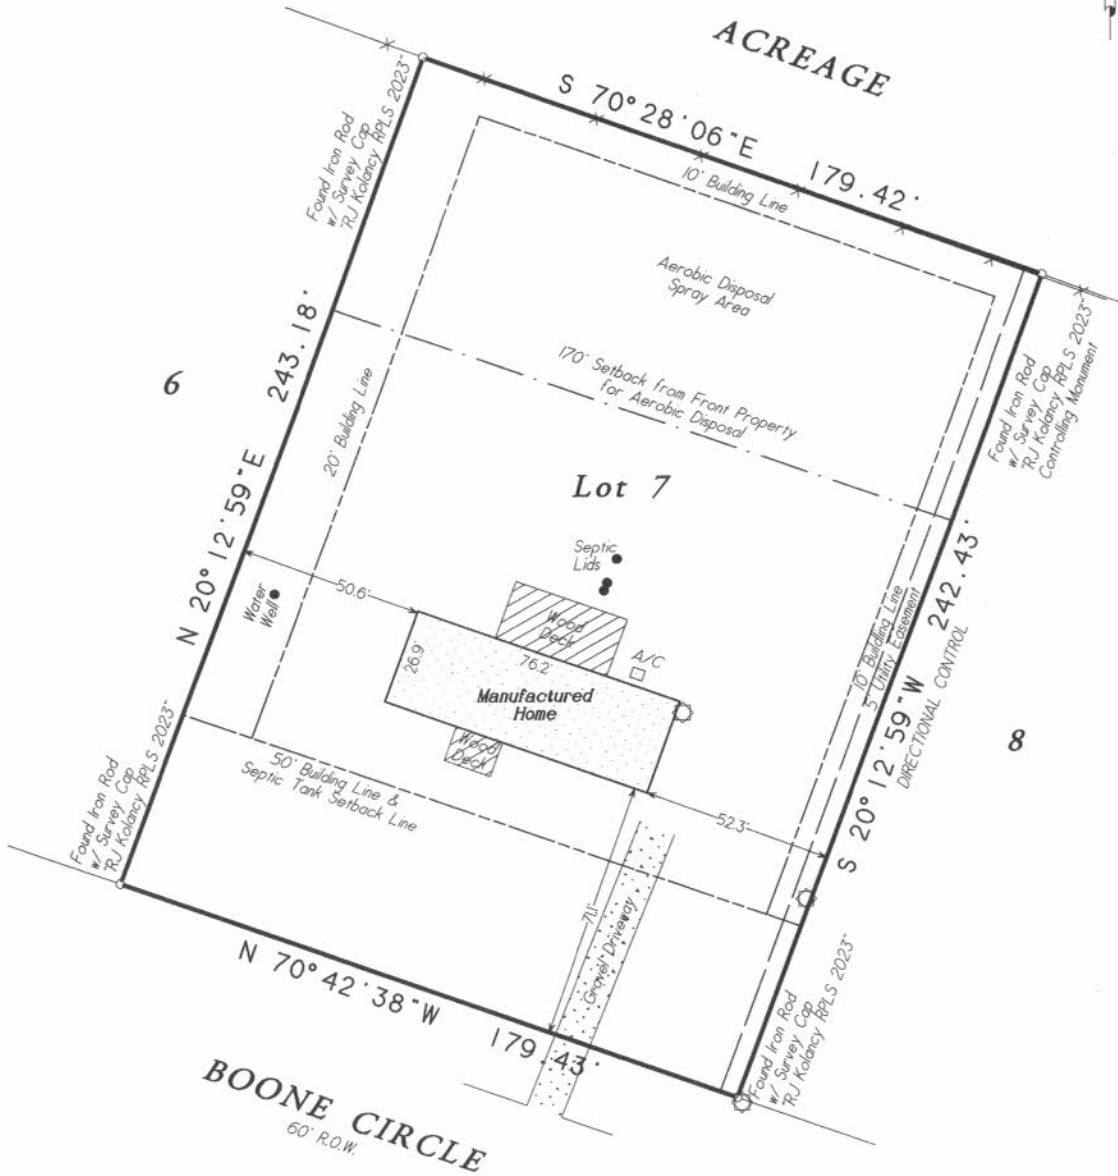 ACREAGE
S 70°28'06"E 179.42'
Found Iron Rod
w/ Survey Cap
"RJ Kolancy RPLS 2023"
10' Building Line
Aerobic Disposal
Spray Area
170' Setback from Front Property
for Aerobic Disposal
Found Iron Rod
w/ Survey Cap
"RJ Kolancy RPLS 2023"
Controlling Monument
6
N 20°12'59"E 243.18'
20' Building Line
Lot 7
Septic
Lids
50.6'
Water
Well
Wood
Deck
A/C
26.9'
76.2'
Manufactured
Home
Wood
Deck
10' Building Line
5' Utility Easement
S 20°12'59"W 242.43'
DIRECTIONAL CONTROL
8
50' Building Line &
Septic Tank Setback Line
52.3'
71.1'
Gravel Driveway
Found Iron Rod
w/ Survey Cap
"RJ Kolancy RPLS 2023"
N 70°42'38"W 179.43'
Found Iron Rod
w/ Survey Cap
"RJ Kolancy RPLS 2023"
BOONE CIRCLE
60' R.O.W.